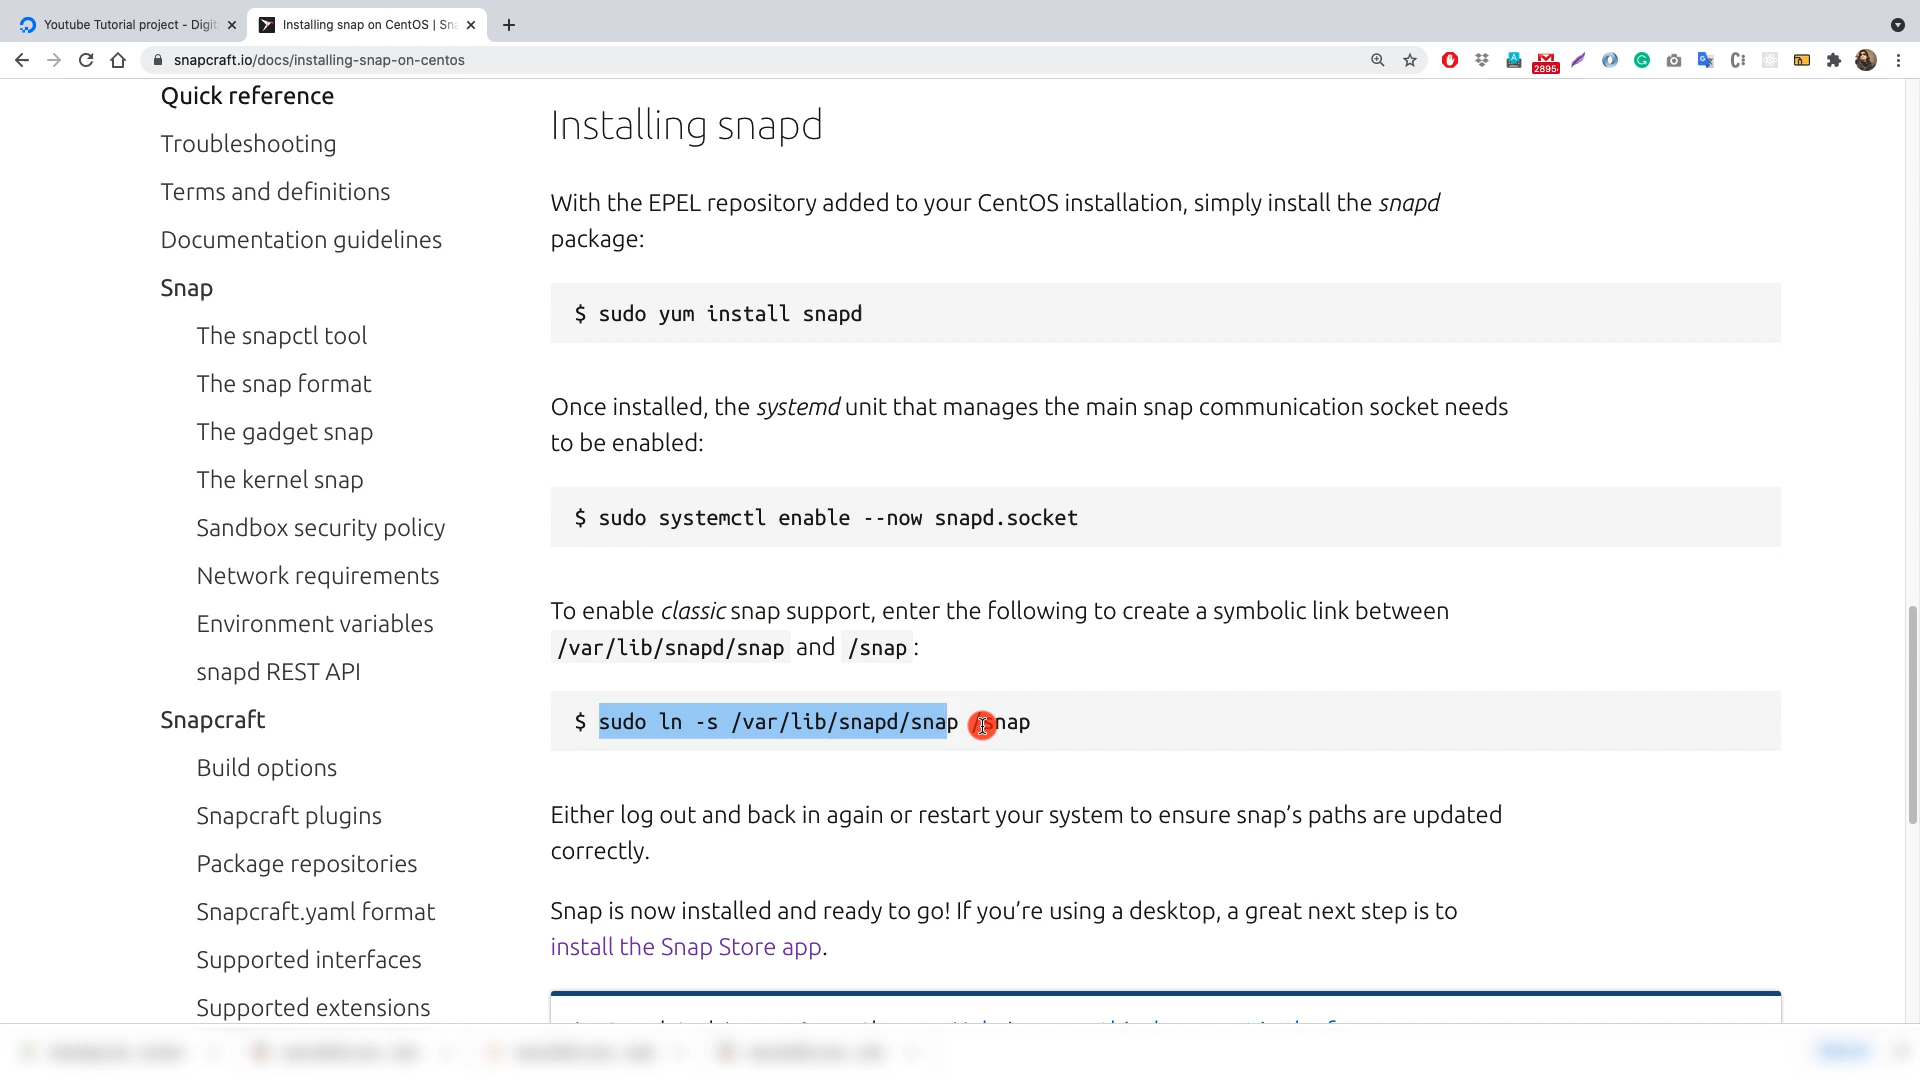 Youtube Tutorial project - Digit
Installing snap on CentOS | Sna
snapcraft.io/docs/installing-snap-on-centos
2895
Quick reference
Troubleshooting
Terms and definitions
Documentation guidelines
Snap
The snapctl tool
The snap format
The gadget snap
The kernel snap
Sandbox security policy
Network requirements
Environment variables
snapd REST API
Snapcraft
Build options
Snapcraft plugins
Package repositories
Snapcraft.yaml format
Supported interfaces
Supported extensions
Installing snapd
With the EPEL repository added to your CentOS installation, simply install the snapd
package:
$ sudo yum install snapd
Once installed, the systemd unit that manages the main snap communication socket needs
to be enabled:
$ sudo systemctl enable --now snapd.socket
To enable classic snap support, enter the following to create a symbolic link between
/var/lib/snapd/snap and /snap:
$ sudo ln -s /var/lib/snapd/snap /snap
Either log out and back in again or restart your system to ensure snap’s paths are updated
correctly.
Snap is now installed and ready to go! If you’re using a desktop, a great next step is to
install the Snap Store app.